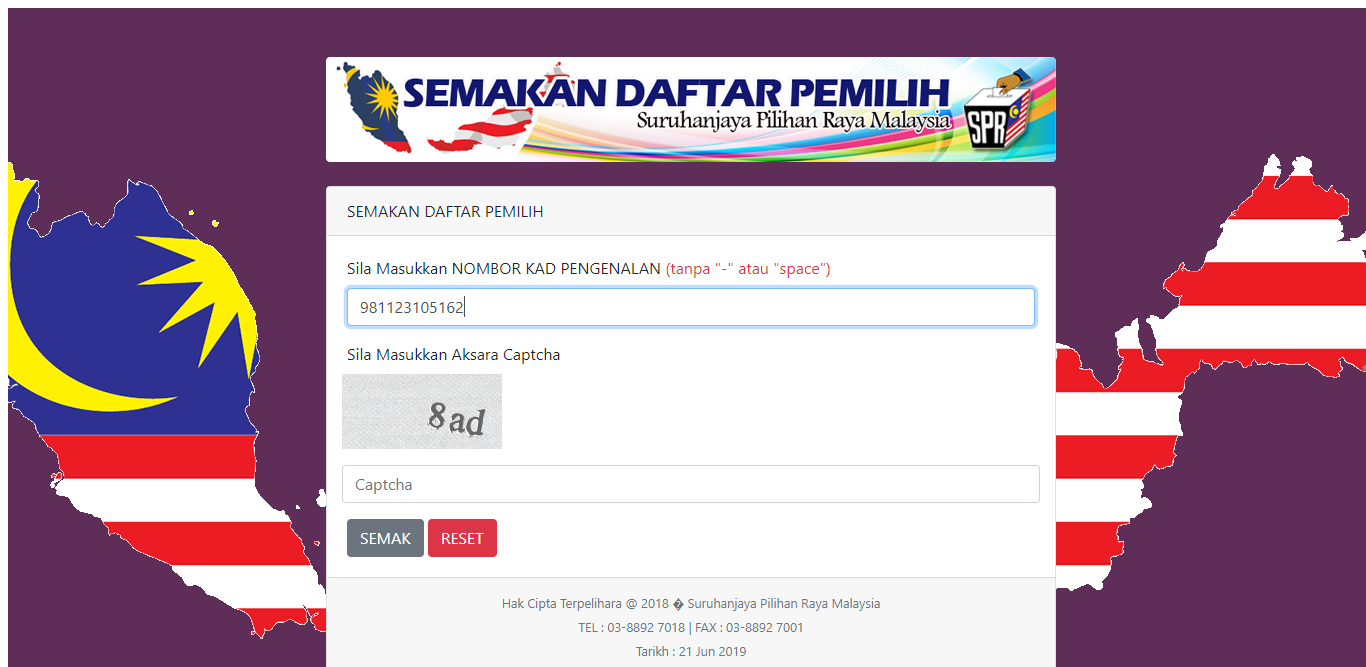 SEMAKAN DAFTAR PEMILIH
Suruhanjaya Pilihan Raya Malaysia
SPR
SEMAKAN DAFTAR PEMILIH
Sila Masukkan NOMBOR KAD PENGENALAN (tanpa "-" atau "space")
981123105162
Sila Masukkan Aksara Captcha
8ad
Captcha
SEMAK RESET
Hak Cipta Terpelihara @ 2018 � Suruhanjaya Pilihan Raya Malaysia
TEL : 03-8892 7018 | FAX : 03-8892 7001
Tarikh : 21 Jun 2019